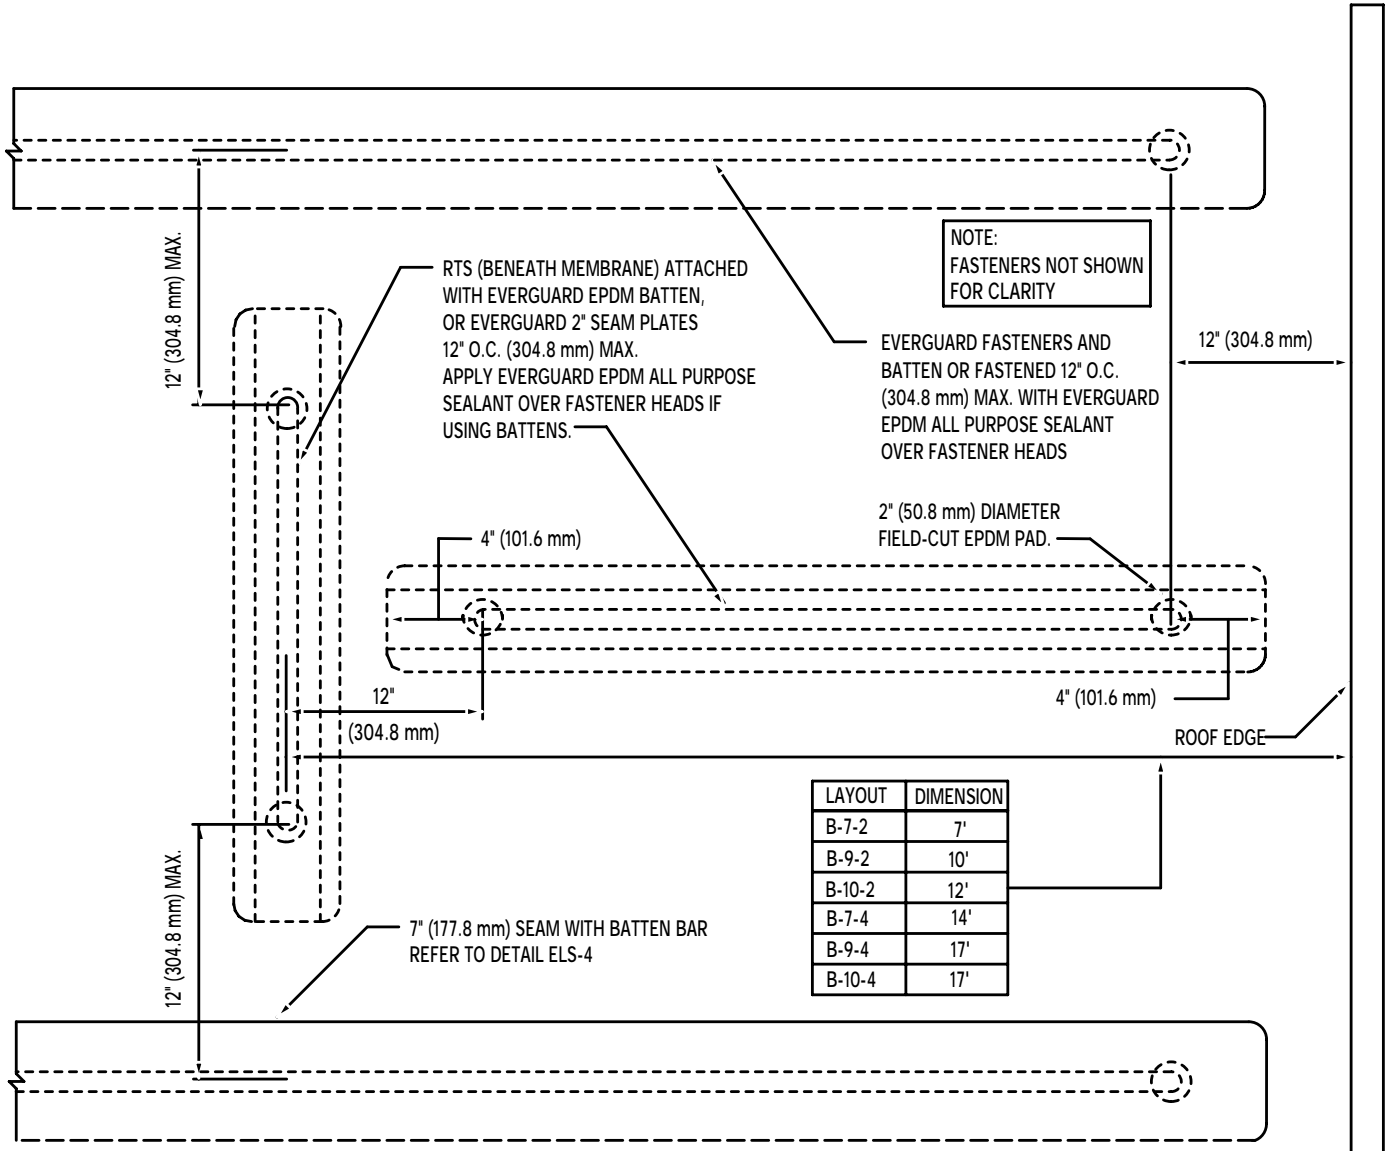 12" (304.8 mm) MAX.
RTS (BENEATH MEMBRANE) ATTACHED
WITH EVERGUARD EPDM BATTEN,
OR EVERGUARD 2" SEAM PLATES
12" O.C. (304.8 mm) MAX.
APPLY EVERGUARD EPDM ALL PURPOSE
SEALANT OVER FASTENER HEADS IF
USING BATTENS.
NOTE:
FASTENERS NOT SHOWN
FOR CLARITY
EVERGUARD FASTENERS AND
BATTEN OR FASTENED 12" O.C.
(304.8 mm) MAX. WITH EVERGUARD
EPDM ALL PURPOSE SEALANT
OVER FASTENER HEADS
12" (304.8 mm)
2" (50.8 mm) DIAMETER
FIELD-CUT EPDM PAD.
4" (101.6 mm)
12"
(304.8 mm)
4" (101.6 mm)
ROOF EDGE
LAYOUT DIMENSION
B-7-2 7'
B-9-2 10'
B-10-2 12'
B-7-4 14'
B-9-4 17'
B-10-4 17'
12" (304.8 mm) MAX.
7" (177.8 mm) SEAM WITH BATTEN BAR
REFER TO DETAIL ELS-4